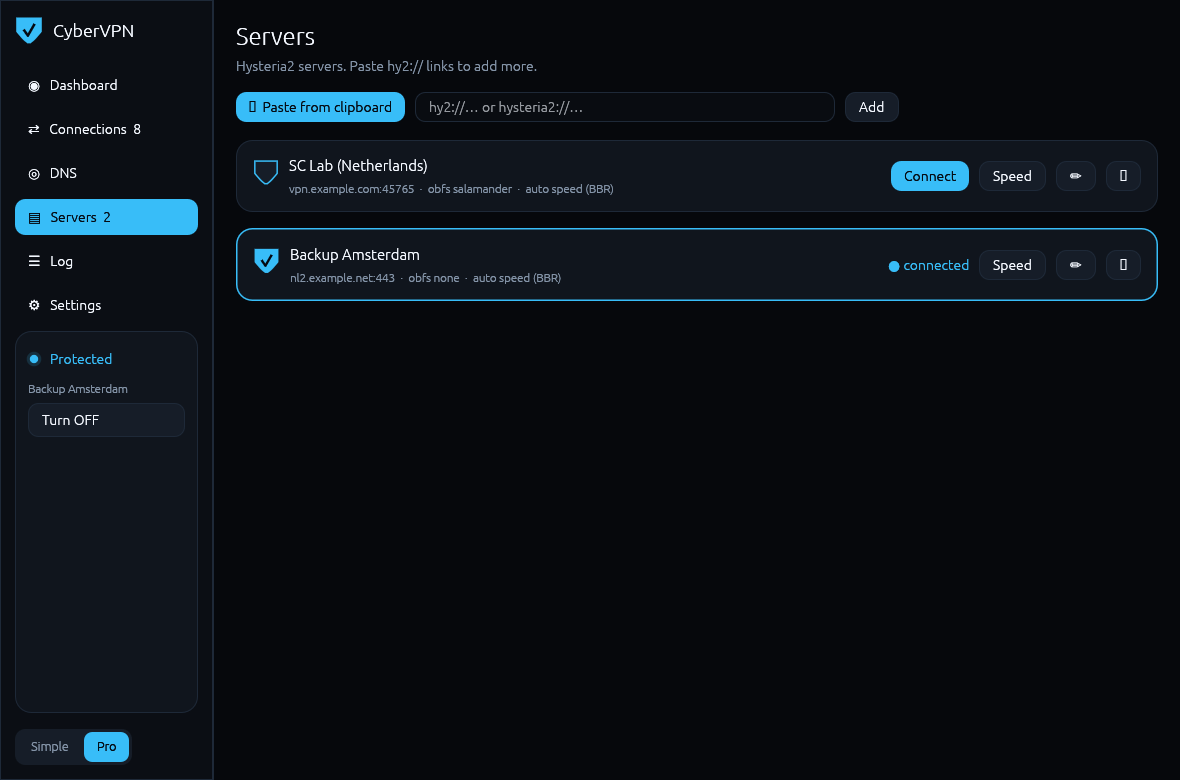 CyberVPN
Dashboard
Connections 8
DNS
Servers 2
Log
Settings
Protected
Backup Amsterdam
Turn OFF
Simple Pro
Servers
Hysteria2 servers. Paste hy2:// links to add more.
Paste from clipboard hy2://… or hysteria2://… Add
SC Lab (Netherlands)
vpn.example.com:45765 · obfs salamander · auto speed (BBR)
Connect Speed
Backup Amsterdam
nl2.example.net:443 · obfs none · auto speed (BBR)
connected Speed